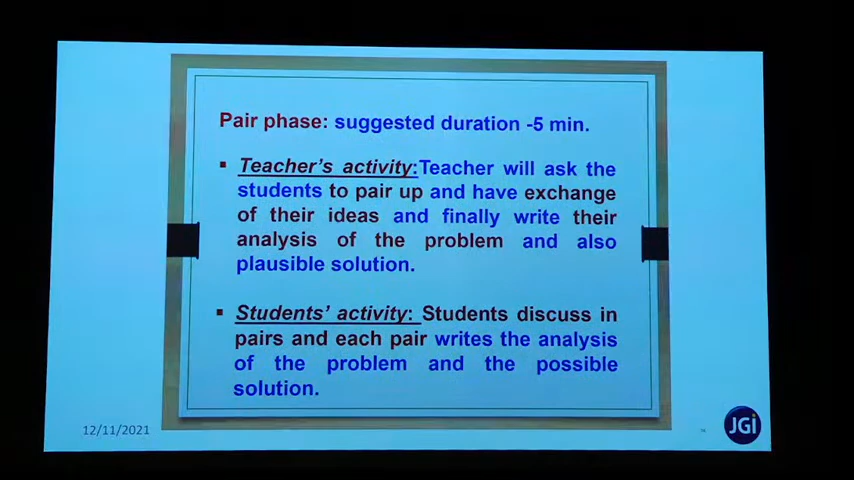 Pair phase: suggested duration -5 min.
▪ Teacher's activity:Teacher will ask the
students to pair up and have exchange
of their ideas and finally write their
analysis of the problem and also
plausible solution.
▪ Students' activity: Students discuss in
pairs and each pair writes the analysis
of the problem and the possible
solution.
12/11/2021
JGi